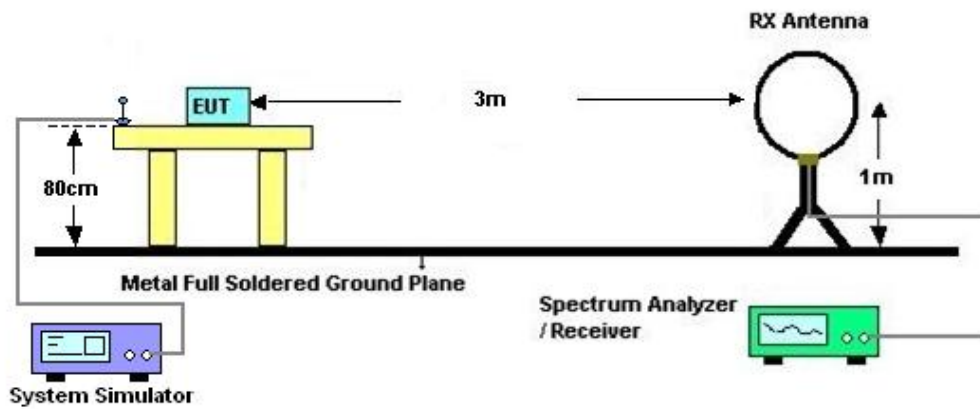 RX Antenna
EUT
3m
80cm
1m
Metal Full Soldered Ground Plane
Spectrum Analyzer
/ Receiver
System Simulator